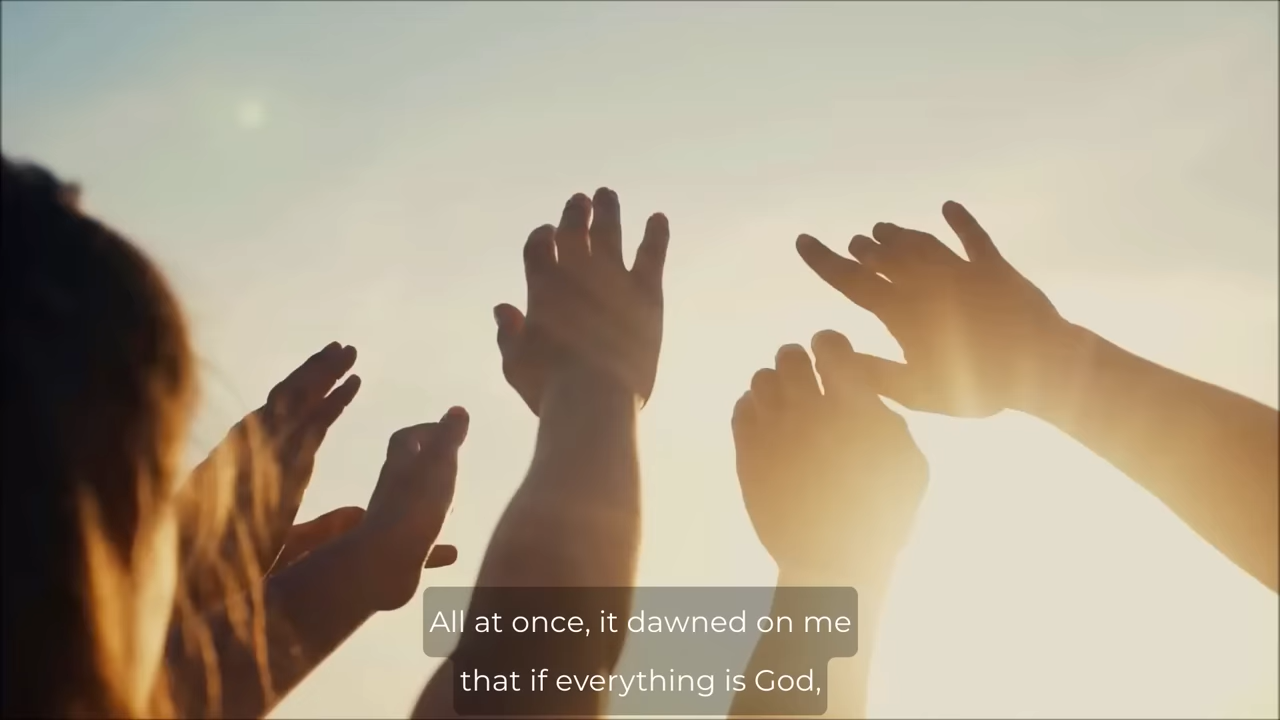 All at once, it dawned on me
that if everything is God,